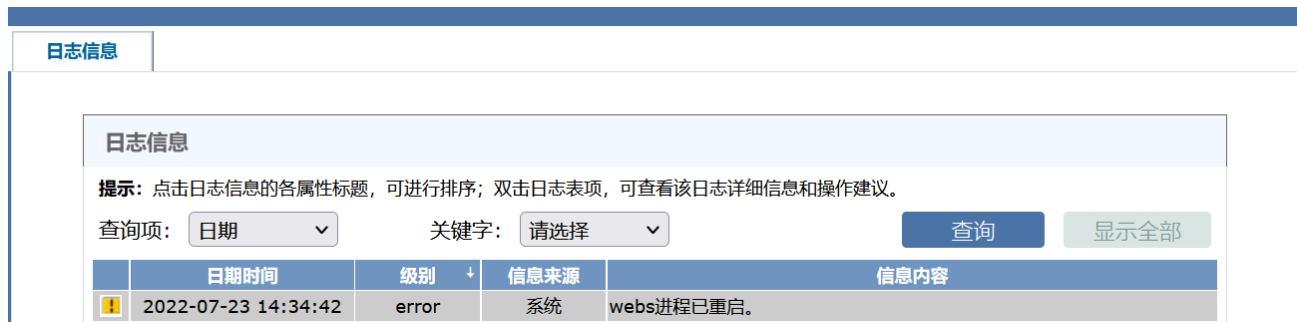 日志信息
日志信息
提示：点击日志信息的各属性标题，可进行排序；双击日志表项，可查看该日志详细信息和操作建议。
查询项： 日期 关键字： 请选择 查询 显示全部
日期时间 级别 ↓ 信息来源 信息内容
! 2022-07-23 14:34:42 error 系统 webs进程已重启。